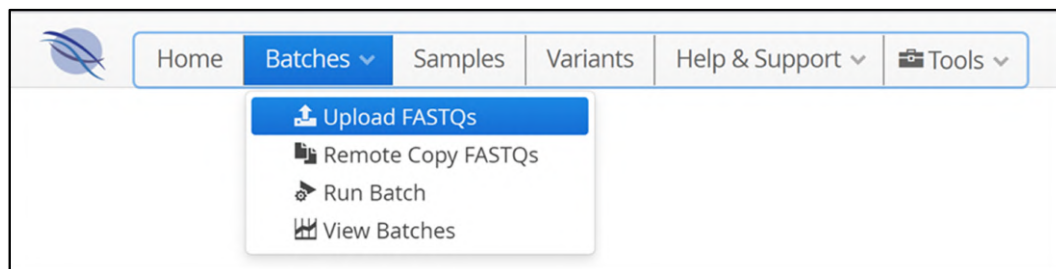 Home Batches Samples Variants Help & Support Tools
Upload FASTQs
Remote Copy FASTQs
Run Batch
View Batches